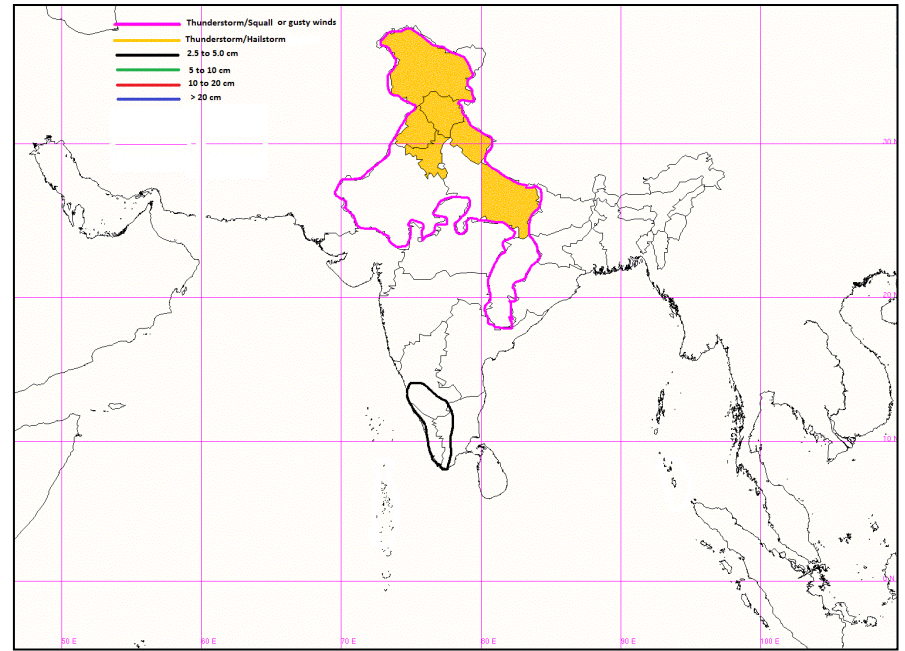 Thunderstorm/Squall or gusty winds
Thunderstorm/Hailstorm
2.5 to 5.0 cm
5 to 10 cm
10 to 20 cm
> 20 cm
30 N
20 N
10 N
0 N
50 E
60 E
70 E
80 E
90 E
100 E